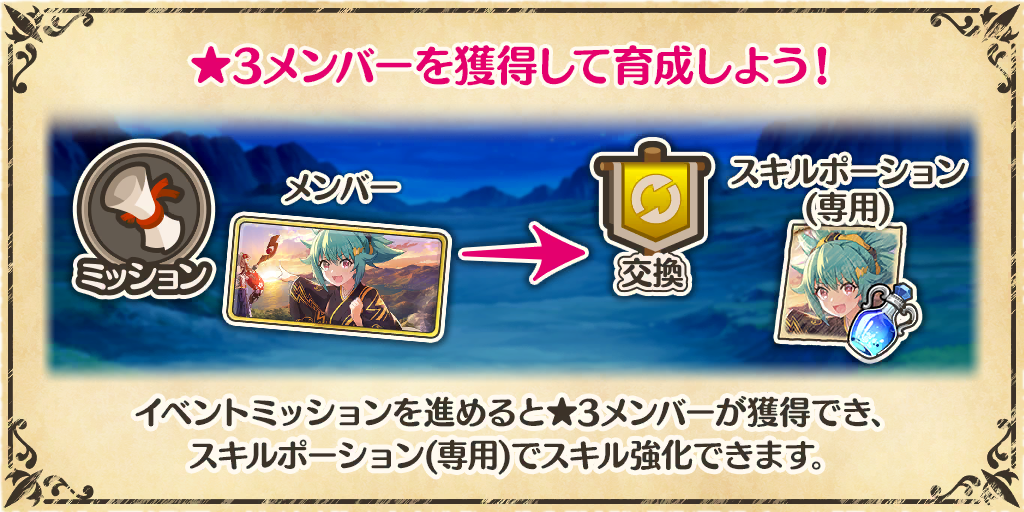 ★3メンバーを獲得して育成しよう!
ミッション
メンバー
交換
スキルポーション
(専用)
イベントミッションを進めると★3メンバーが獲得でき、
スキルポーション(専用)でスキル強化できます。